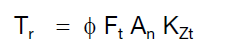 Tr = ϕ Ft An KZt